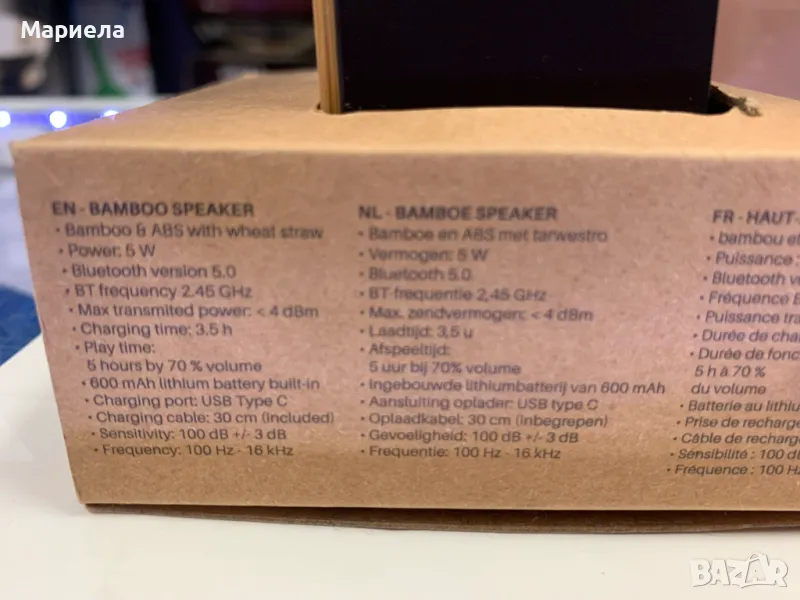 Мариела
EN - BAMBOO SPEAKER
• Bamboo & ABS with wheat straw
• Power: 5 W
• Bluetooth version 5.0
• BT frequency 2.45 GHz
• Max transmited power: < 4 dBm
• Charging time: 3.5 h
• Play time:
5 hours by 70 % volume
• 600 mAh lithium battery built-in
• Charging port: USB Type C
• Charging cable: 30 cm (included)
• Sensitivity: 100 dB +/- 3 dB
• Frequency: 100 Hz - 16 kHz
NL - BAMBOE SPEAKER
• Bamboe en ABS met tarwestro
• Vermogen: 5 W
• Bluetooth 5.0
• BT-frequentie 2,45 GHz
• Max. zendvermogen: < 4 dBm
• Laadtijd: 3,5 u
• Afspeeltijd:
5 uur bij 70% volume
• Ingebouwde lithiumbatterij van 600 mAh
• Aansluiting oplader: USB type C
• Oplaadkabel: 30 cm (inbegrepen)
• Gevoeligheid: 100 dB +/- 3 dB
• Frequentie: 100 Hz - 16 kHz
FR - HAUT-
• bambou et
• Puissance :
• Bluetooth
• Fréquence
• Puissance
• Durée de
• Durée de
5 h à 70 %
du volume
• Batterie au
• Prise de
• Câble de
• Sensibilité : 100
• Fréquence : 100
BAZAR